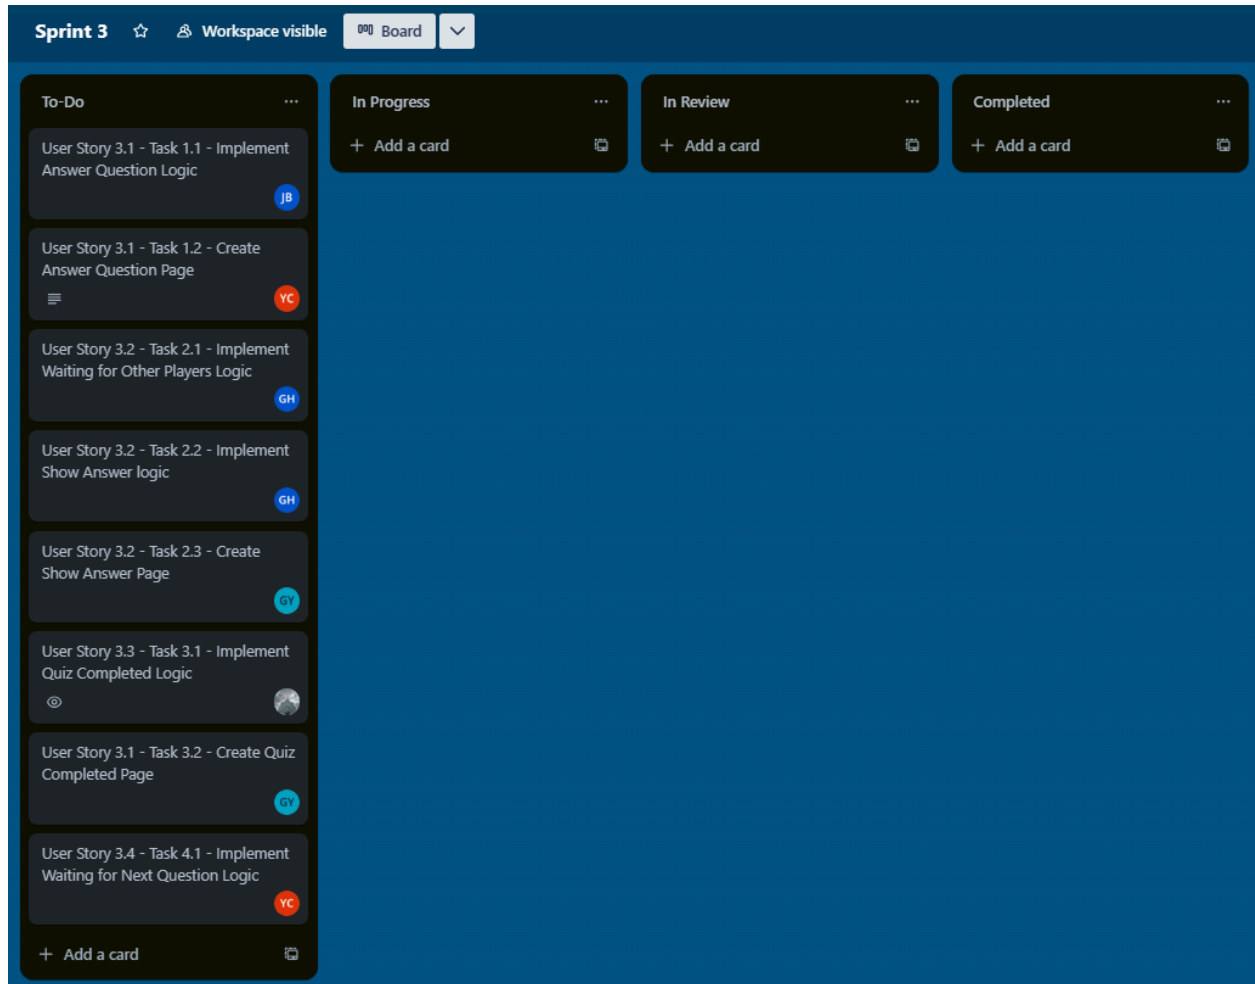 Sprint 3
Workspace visible
Board
To-Do
User Story 3.1 - Task 1.1 - Implement
Answer Question Logic
JB
User Story 3.1 - Task 1.2 - Create
Answer Question Page
YC
User Story 3.2 - Task 2.1 - Implement
Waiting for Other Players Logic
GH
User Story 3.2 - Task 2.2 - Implement
Show Answer logic
GH
User Story 3.2 - Task 2.3 - Create
Show Answer Page
GY
User Story 3.3 - Task 3.1 - Implement
Quiz Completed Logic
User Story 3.1 - Task 3.2 - Create Quiz
Completed Page
GY
User Story 3.4 - Task 4.1 - Implement
Waiting for Next Question Logic
YC
+ Add a card
In Progress
+ Add a card
In Review
+ Add a card
Completed
+ Add a card